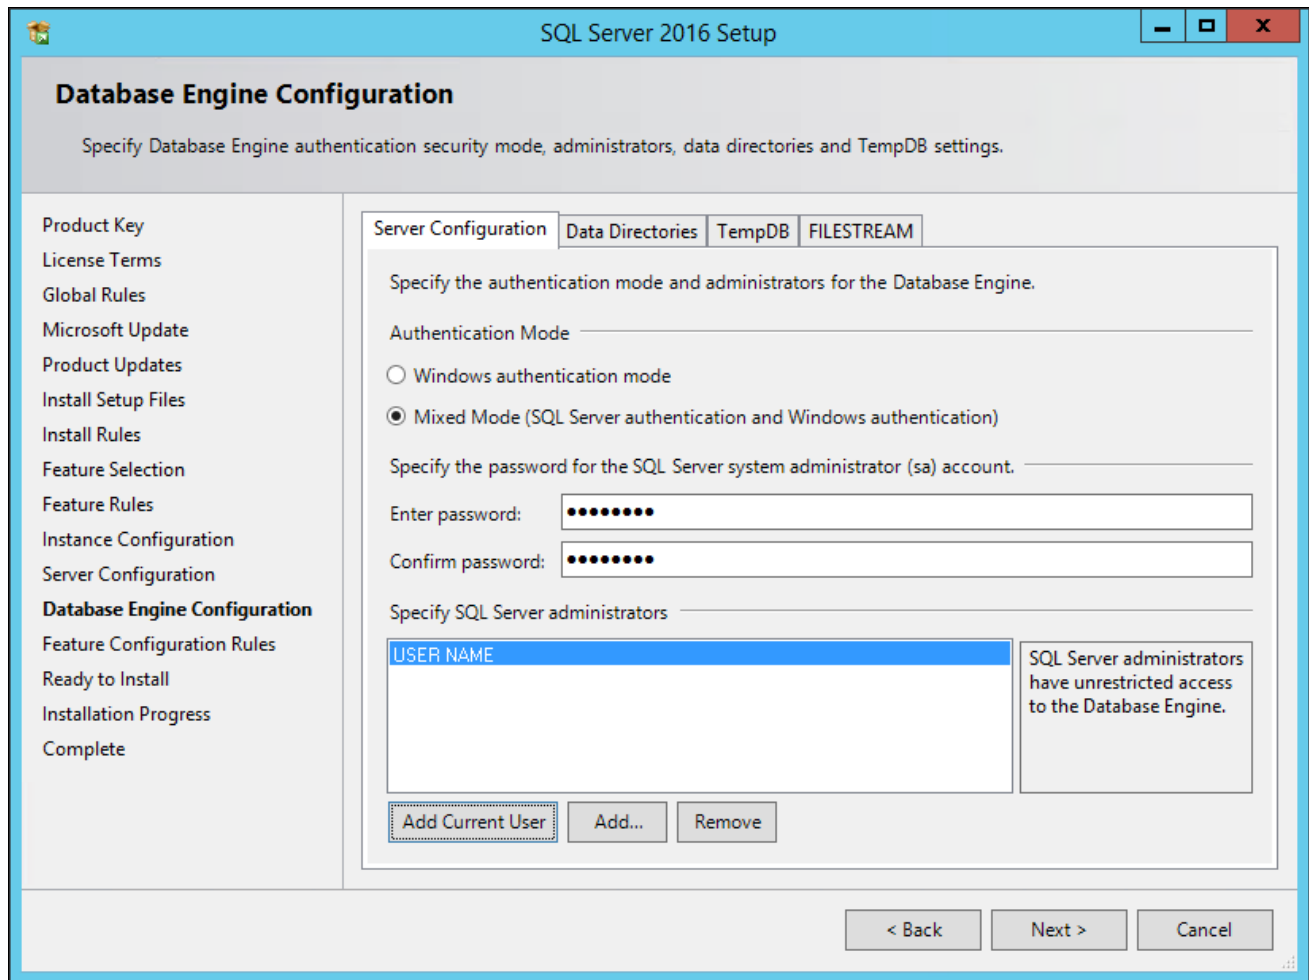 SQL Server 2016 Setup
Database Engine Configuration
Specify Database Engine authentication security mode, administrators, data directories and TempDB settings.
Product Key
License Terms
Global Rules
Microsoft Update
Product Updates
Install Setup Files
Install Rules
Feature Selection
Feature Rules
Instance Configuration
Server Configuration
Database Engine Configuration
Feature Configuration Rules
Ready to Install
Installation Progress
Complete
Server Configuration Data Directories TempDB FILESTREAM
Specify the authentication mode and administrators for the Database Engine.
Authentication Mode
Windows authentication mode
Mixed Mode (SQL Server authentication and Windows authentication)
Specify the password for the SQL Server system administrator (sa) account.
Enter password: ●●●●●●●●
Confirm password: ●●●●●●●●
Specify SQL Server administrators
USER NAME
SQL Server administrators
have unrestricted access
to the Database Engine.
Add Current User Add... Remove
< Back Next > Cancel